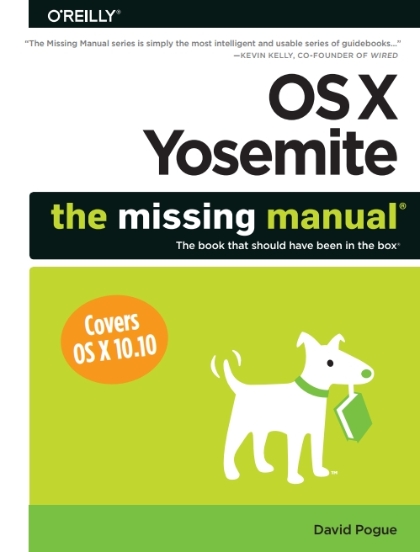 O'REILLY®
“The Missing Manual series is simply the most intelligent and usable series of guidebooks...”
—KEVIN KELLY, CO-FOUNDER OF WIRED
OS X
Yosemite
the missing manual®
The book that should have been in the box®
Covers
OS X 10.10
David Pogue